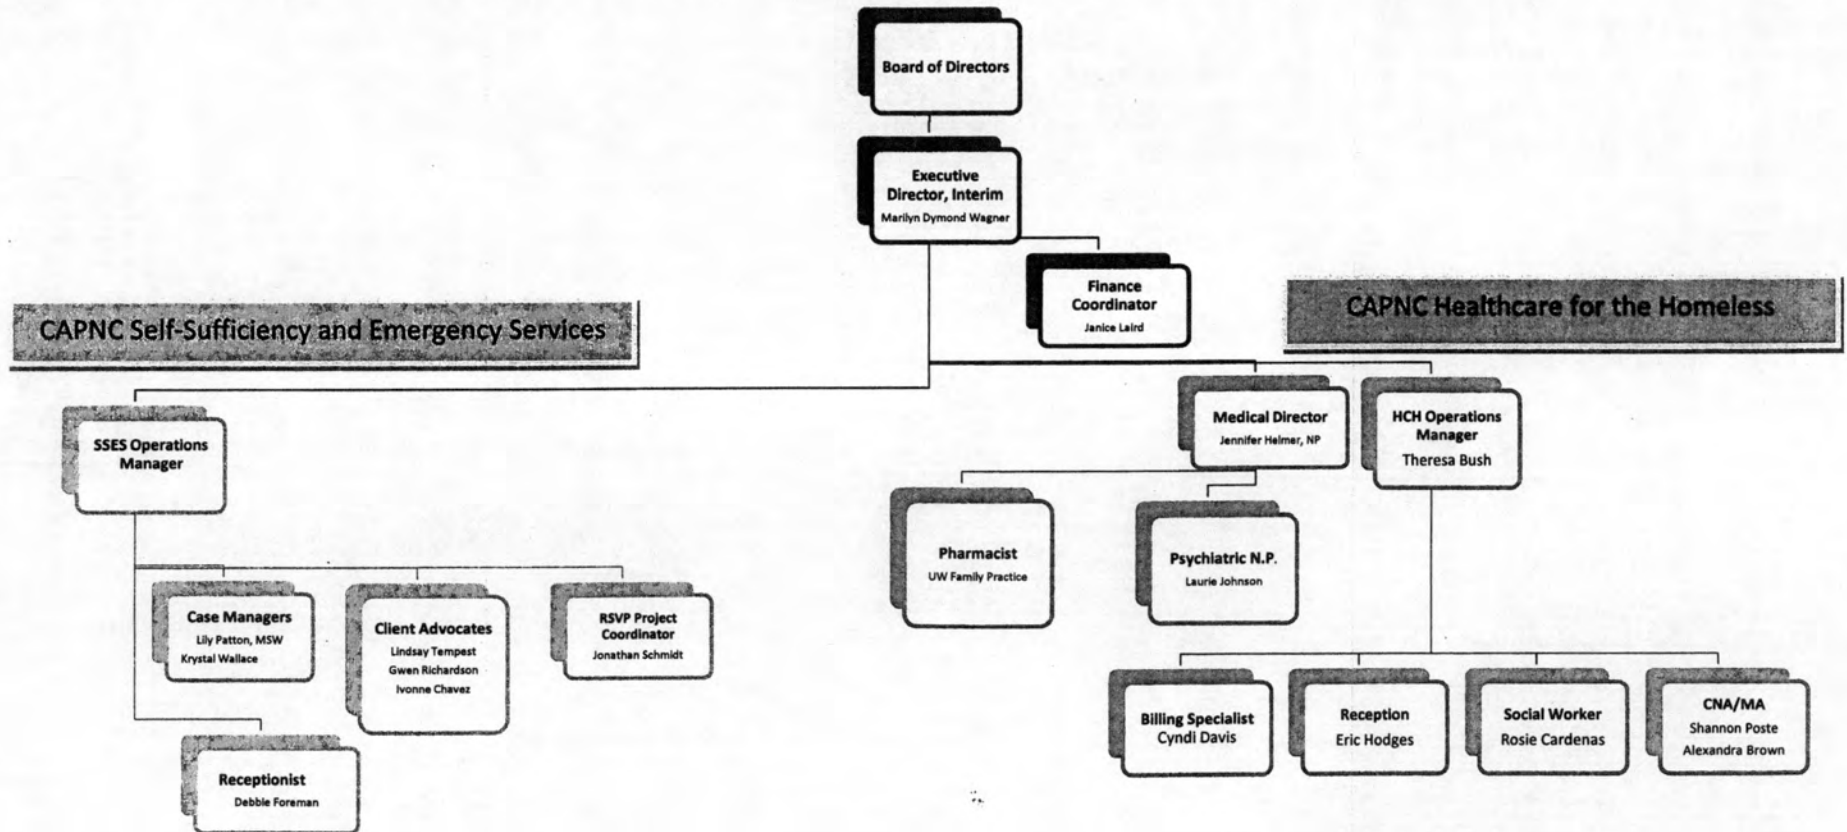 Board of Directors
Executive
Director, Interim
Marilyn Dymond Wagner
Finance
Coordinator
Janice Laird
CAPNC Self-Sufficiency and Emergency Services
CAPNC Healthcare for the Homeless
SSES Operations
Manager
Medical Director
Jennifer Helmer, NP
HCH Operations
Manager
Theresa Bush
Pharmacist
UW Family Practice
Psychiatric N.P.
Laurie Johnson
Case Managers
Lily Patton, MSW
Krystal Wallace
Client Advocates
Lindsay Tempest
Gwen Richardson
Ivonne Chavez
RSVP Project
Coordinator
Jonathan Schmidt
Receptionist
Debbie Foreman
Billing Specialist
Cyndi Davis
Reception
Eric Hodges
Social Worker
Rosie Cardenas
CNA/MA
Shannon Poste
Alexandra Brown